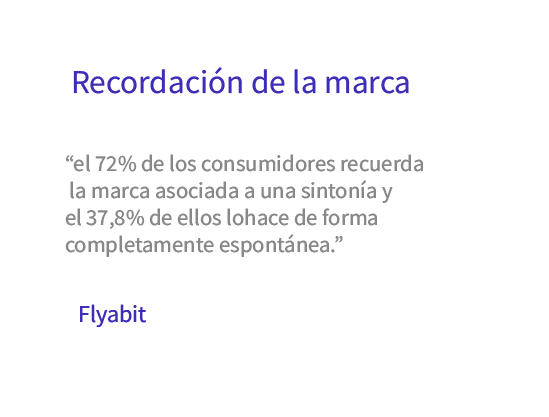 Recordación de la marca
“el 72% de los consumidores recuerda
la marca asociada a una sintonía y
el 37,8% de ellos lohace de forma
completamente espontánea.”
Flyabit